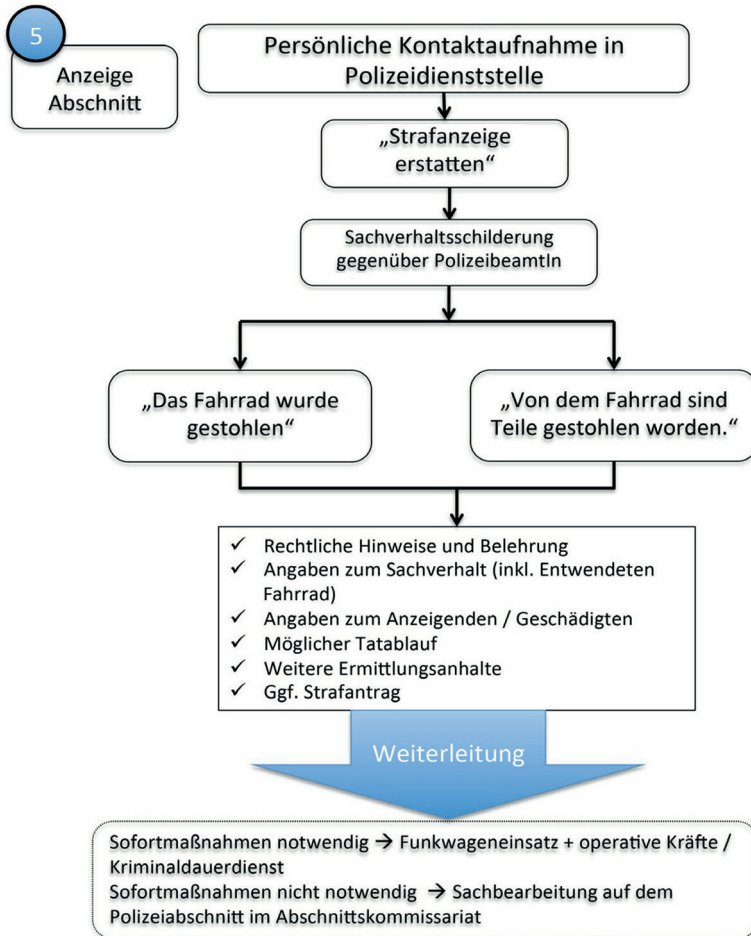 5
Anzeige
Abschnitt
Persönliche Kontaktaufnahme in
Polizeidienststelle
„Strafanzeige
erstatten“
Sachverhaltsschilderung
gegenüber PolizeibeamtIn
„Das Fahrrad wurde
gestohlen“
„Von dem Fahrrad sind
Teile gestohlen worden.“
✓ Rechtliche Hinweise und Belehrung
✓ Angaben zum Sachverhalt (inkl. Entwendeten
Fahrrad)
✓ Angaben zum Anzeigenden / Geschädigten
✓ Möglicher Tatablauf
✓ Weitere Ermittlungsanhalte
✓ Ggf. Strafantrag
Weiterleitung
Sofortmaßnahmen notwendig → Funkwageneinsatz + operative Kräfte /
Kriminaldauerdienst
Sofortmaßnahmen nicht notwendig → Sachbearbeitung auf dem
Polizeiabschnitt im Abschnittskommissariat